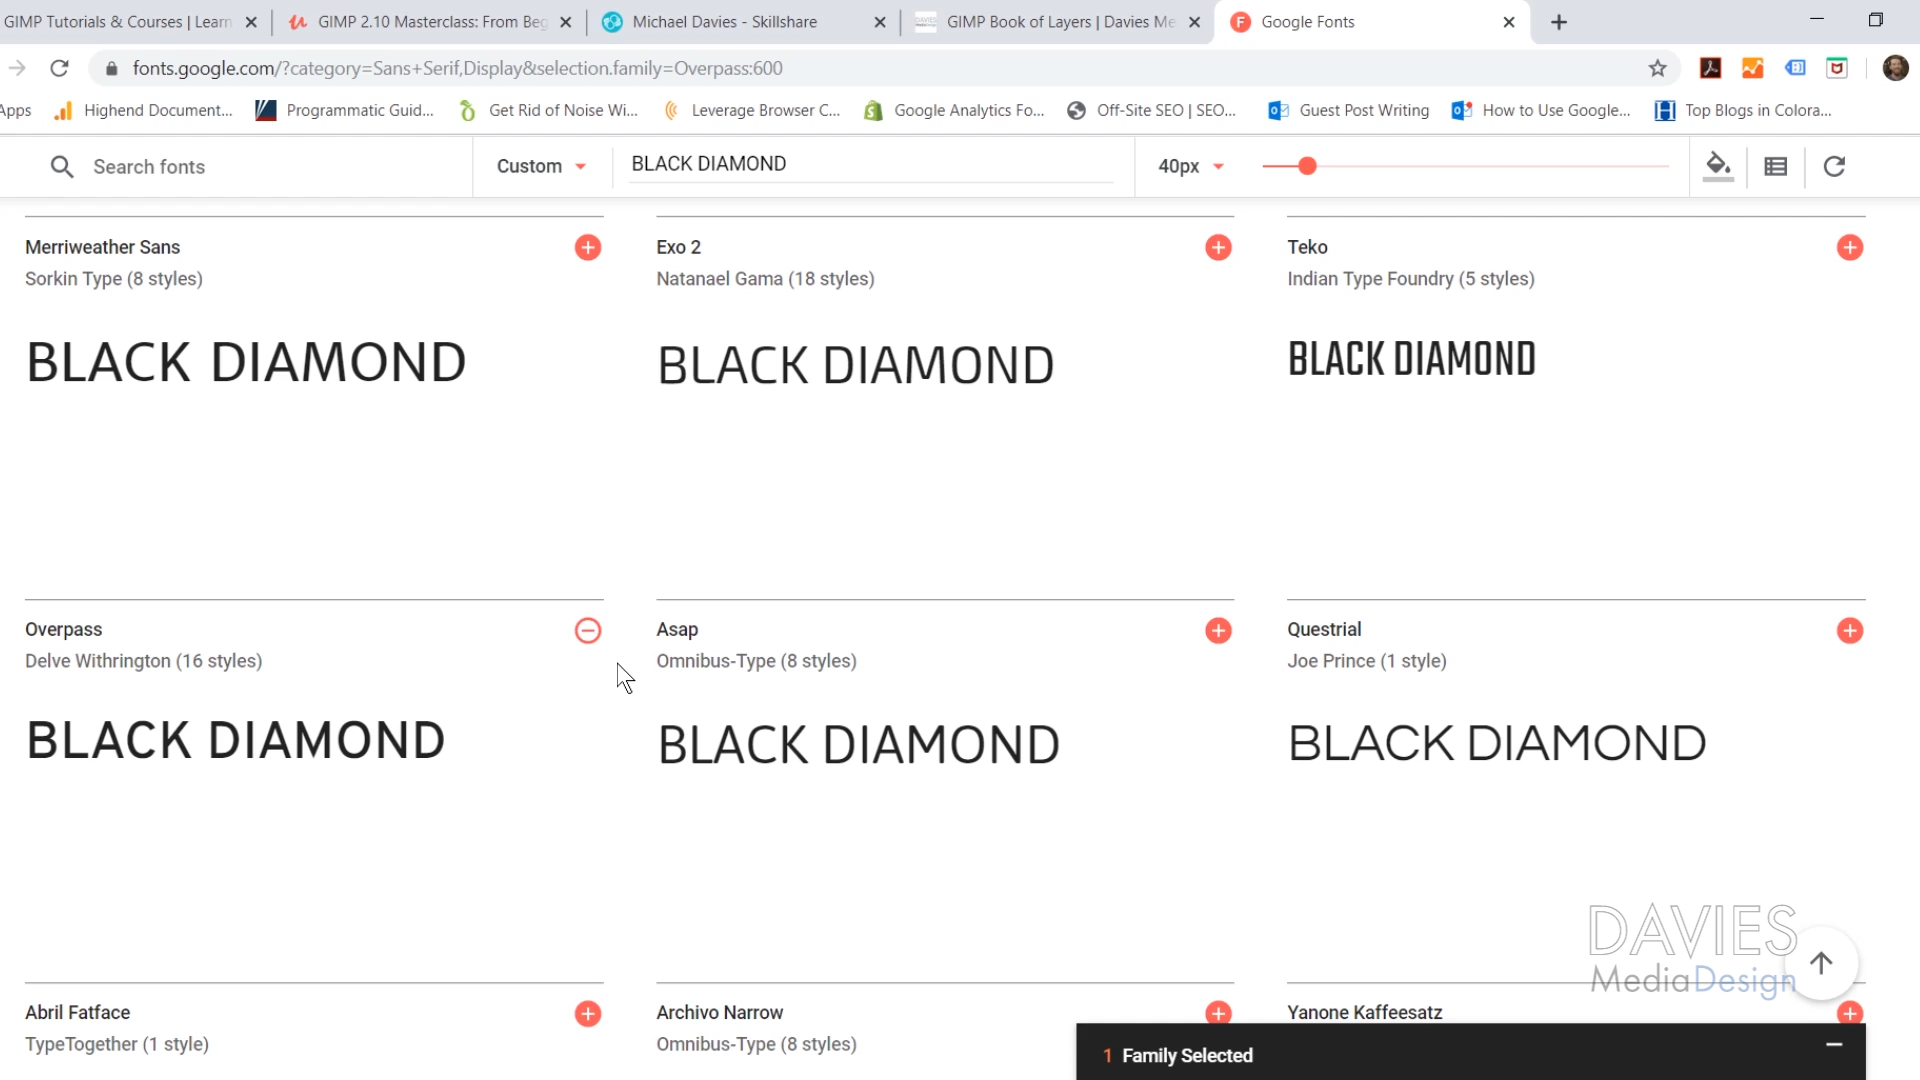 GIMP Tutorials & Courses | Learn
GIMP 2.10 Masterclass: From Beg
Michael Davies - Skillshare
GIMP Book of Layers | Davies Me
Google Fonts
fonts.google.com/?category=Sans+Serif,Display&selection.family=Overpass:600
Apps
Highend Document...
Programmatic Guid...
Get Rid of Noise Wi...
Leverage Browser C...
Google Analytics Fo...
Off-Site SEO | SEO...
Guest Post Writing
How to Use Google...
Top Blogs in Colora...
Search fonts
Custom
BLACK DIAMOND
40px
Merriweather Sans
Sorkin Type (8 styles)
BLACK DIAMOND
Exo 2
Natanael Gama (18 styles)
BLACK DIAMOND
Teko
Indian Type Foundry (5 styles)
BLACK DIAMOND
Overpass
Delve Withrington (16 styles)
BLACK DIAMOND
Asap
Omnibus-Type (8 styles)
BLACK DIAMOND
Questrial
Joe Prince (1 style)
BLACK DIAMOND
DAVIES
MediaDesign
Abril Fatface
TypeTogether (1 style)
Archivo Narrow
Omnibus-Type (8 styles)
Yanone Kaffeesatz
1 Family Selected